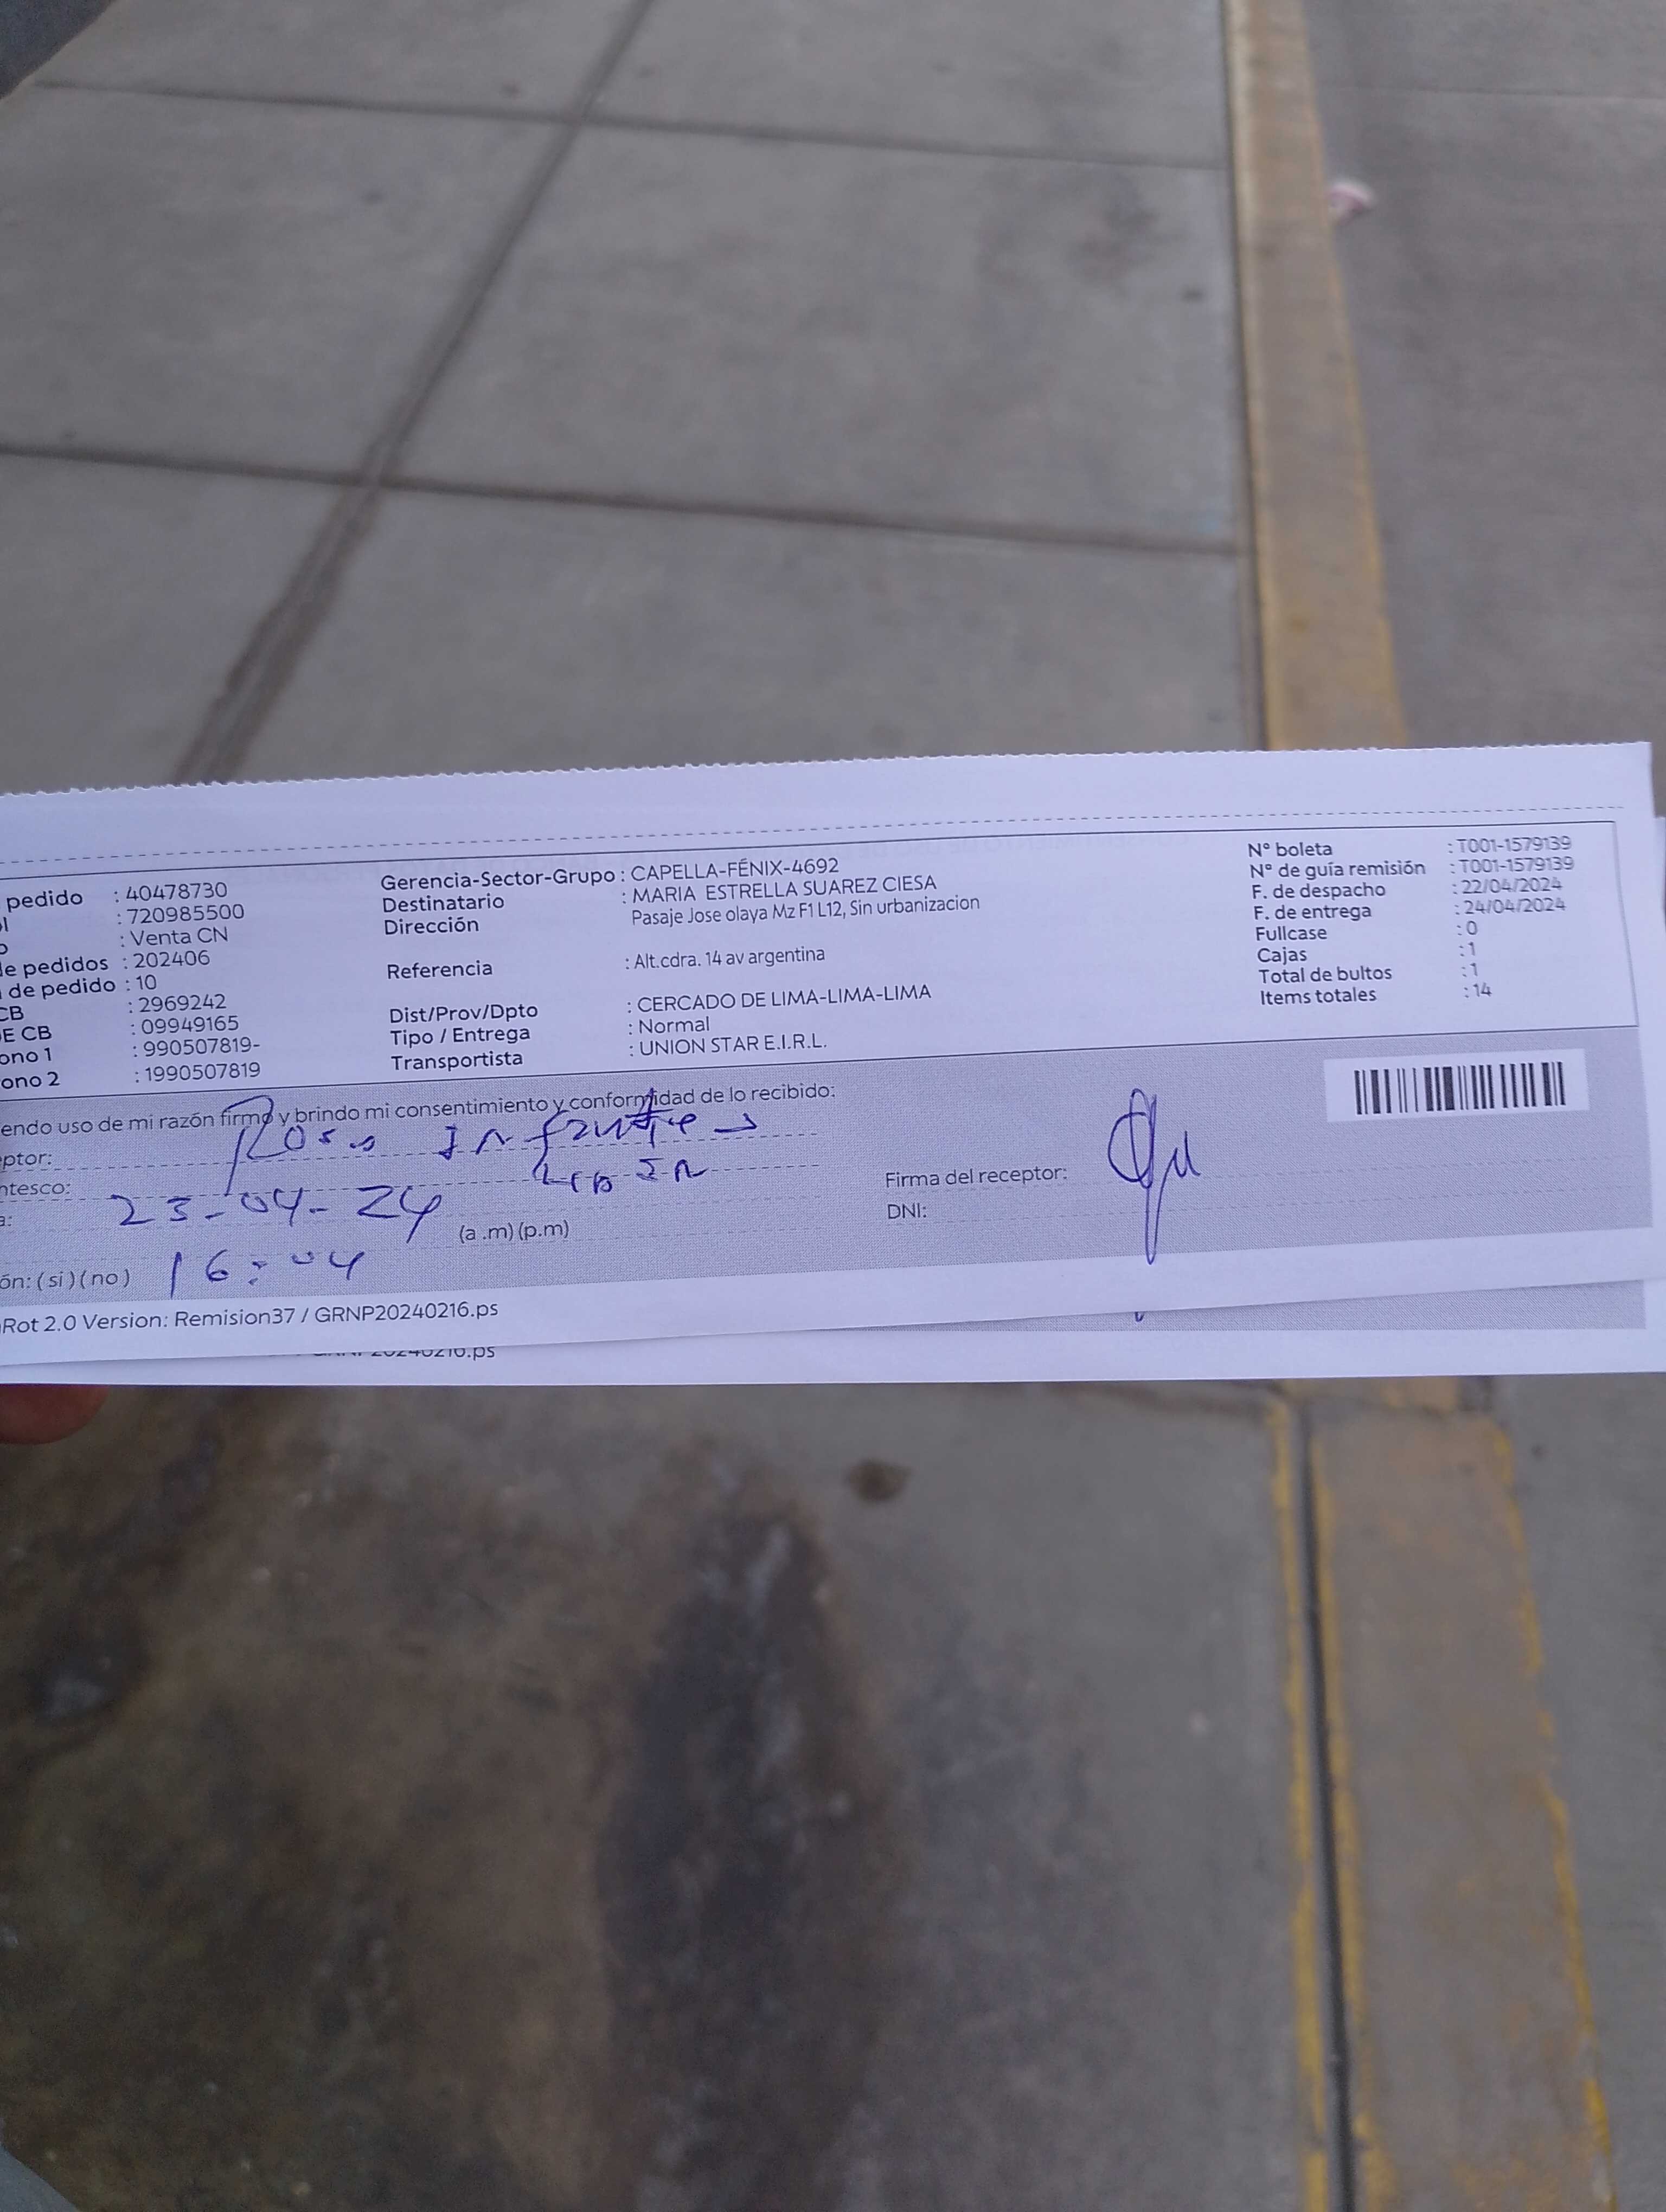 pedido : 40478730
: 720985500
: Venta CN
de pedidos : 202406
de pedido : 10
CB : 2969242
E CB : 09949165
ono 1 : 990507819-
ono 2 : 1990507819
Gerencia-Sector-Grupo : CAPELLA-FÉNIX-4692
Destinatario : MARIA ESTRELLA SUAREZ CIESA
Dirección Pasaje Jose olaya Mz F1 L12, Sin urbanizacion
Referencia : Alt.cdra. 14 av argentina
Dist/Prov/Dpto : CERCADO DE LIMA-LIMA-LIMA
Tipo / Entrega : Normal
Transportista : UNION STAR E.I.R.L.
N° boleta : T001-1579139
N° de guía remisión : T001-1579139
F. de despacho : 22/04/2024
F. de entrega : 24/04/2024
Fullcase : 0
Cajas : 1
Total de bultos : 1
Items totales : 14
endo uso de mi razón firmo y brindo mi consentimiento y conformidad de lo recibido:
ptor: Rosa Infantes
ntesco:
a: 23-04-24 (a .m) (p.m)
ón: ( si ) ( no ) 16:04
Firma del receptor:
DNI:
Rot 2.0 Version: Remision37 / GRNP20240216.ps
20240216.ps